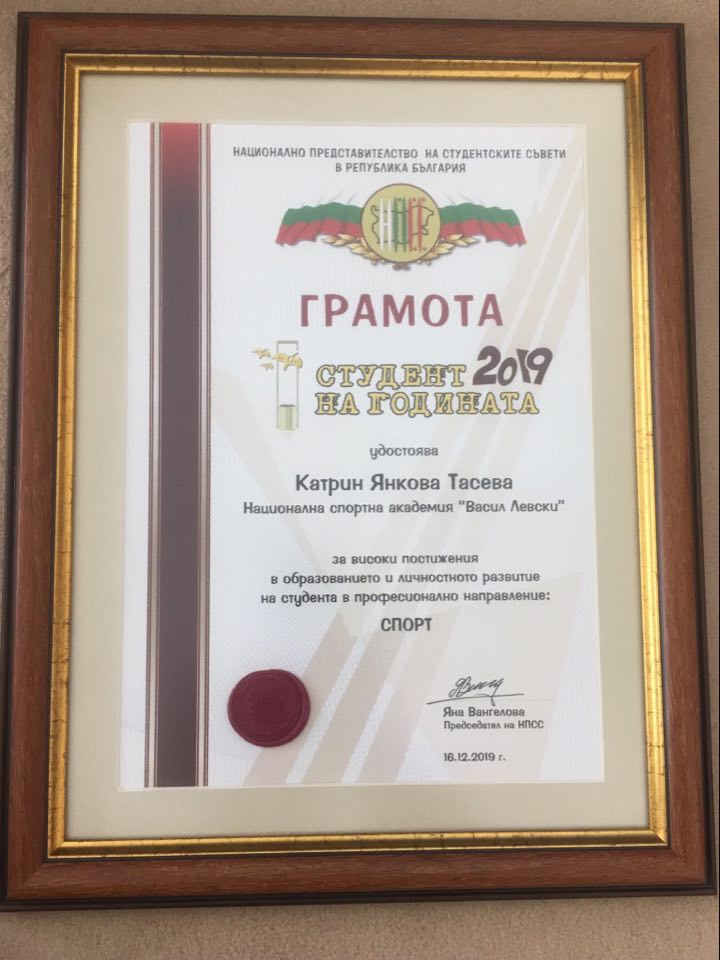 НАЦИОНАЛНО ПРЕДСТАВИТЕЛСТВО НА СТУДЕНТСКИТЕ СЪВЕТИ
В РЕПУБЛИКА БЪЛГАРИЯ
Н.П.С.С.
ГРАМОТА
СТУДЕНТ 2019
НА ГОДИНАТА
удостоява
Катрин Янкова Тасева
Национална спортна академия "Васил Левски"
за високи постижения
в образованието и личностното развитие
на студента в професионално направление:
СПОРТ
Яна Вангелова
Председател на НПСС
16.12.2019 г.